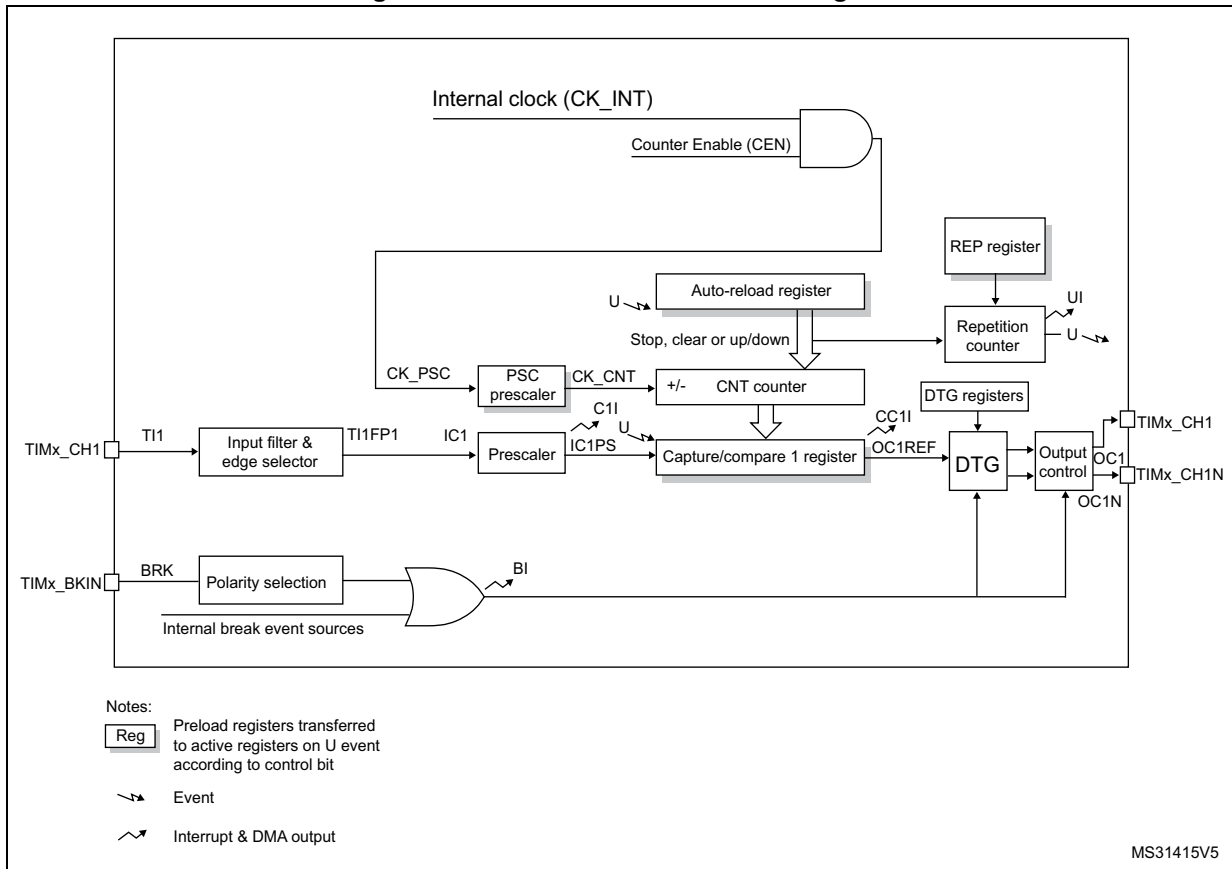 Internal clock (CK_INT)
Counter Enable (CEN)
REP register
Auto-reload register
U
UI
Stop, clear or up/down
Repetition
counter
U
CK_PSC
PSC
prescaler
CK_CNT
+/- CNT counter
DTG registers
TIMx_CH1
TI1
Input filter &
edge selector
TI1FP1
IC1
Prescaler
C1I
IC1PS
U
Capture/compare 1 register
CC1I
OC1REF
DTG
Output
control
OC1
TIMx_CH1
TIMx_CH1N
OC1N
TIMx_BKIN
BRK
Polarity selection
BI
Internal break event sources
Notes:
Reg
Preload registers transferred
to active registers on U event
according to control bit
Event
Interrupt & DMA output
MS31415V5